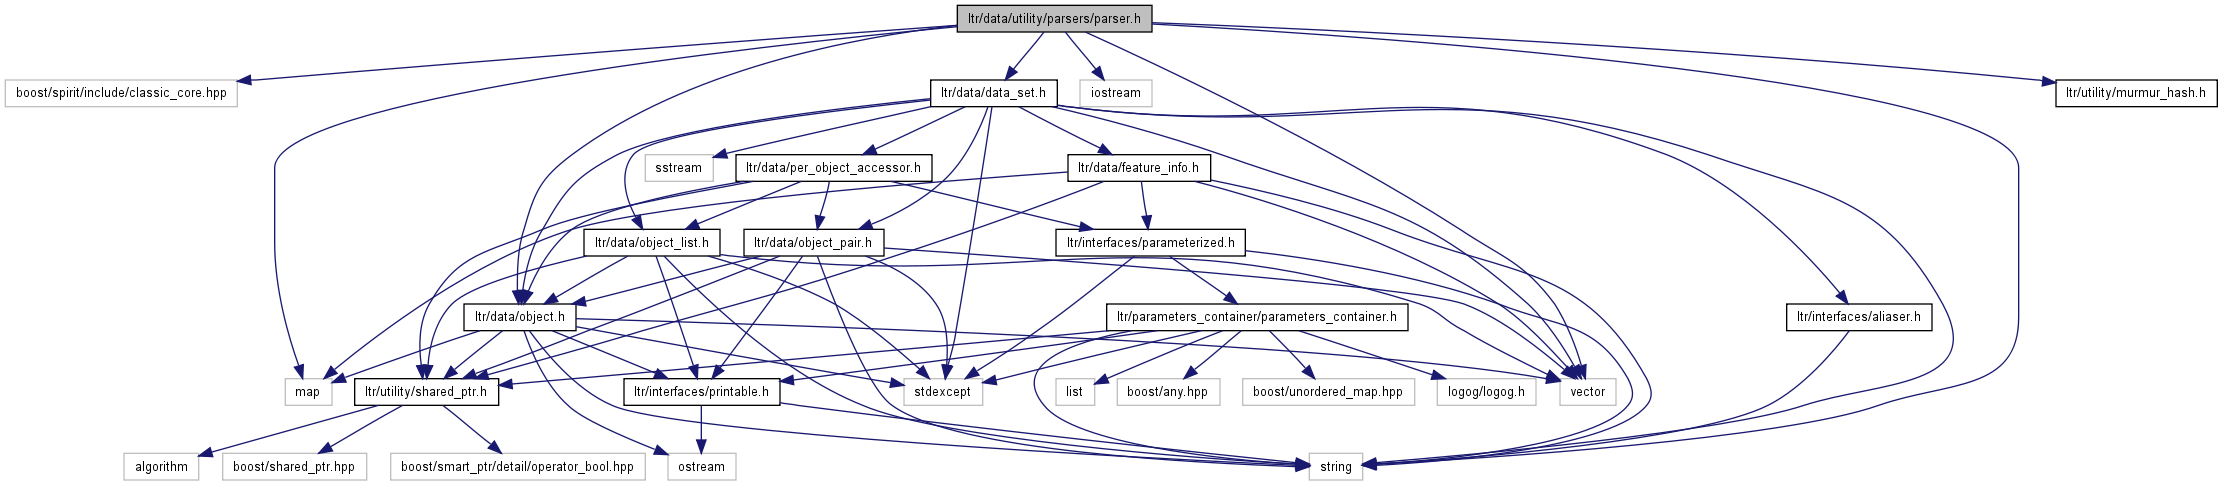 ltr/data/utility/parsers/parser.h
boost/spirit/include/classic_core.hpp
ltr/data/data_set.h
iostream
ltr/utility/murmur_hash.h
sstream
ltr/data/per_object_accessor.h
ltr/data/feature_info.h
ltr/data/object_list.h
ltr/data/object_pair.h
ltr/interfaces/parameterized.h
ltr/data/object.h
ltr/parameters_container/parameters_container.h
ltr/interfaces/aliaser.h
map
ltr/utility/shared_ptr.h
ltr/interfaces/printable.h
stdexcept
list
boost/any.hpp
boost/unordered_map.hpp
logog/logog.h
vector
algorithm
boost/shared_ptr.hpp
boost/smart_ptr/detail/operator_bool.hpp
ostream
string